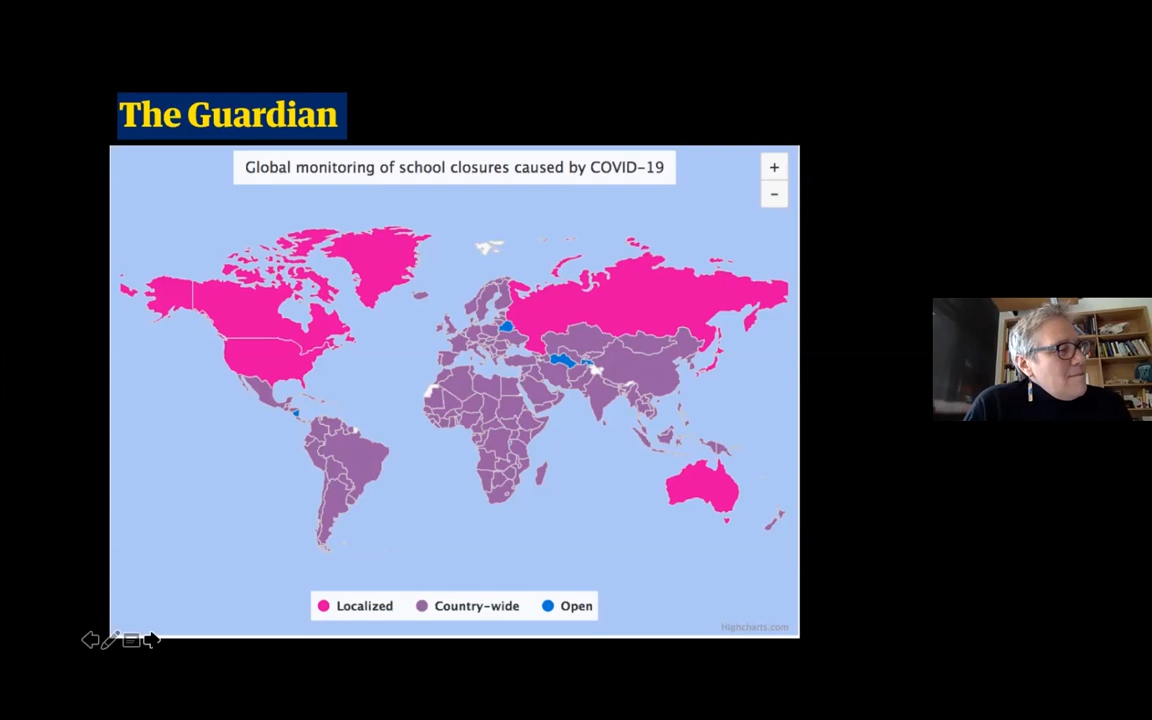 The Guardian
Global monitoring of school closures caused by COVID-19
+
-
Localized
Country-wide
Open
Highcharts.com